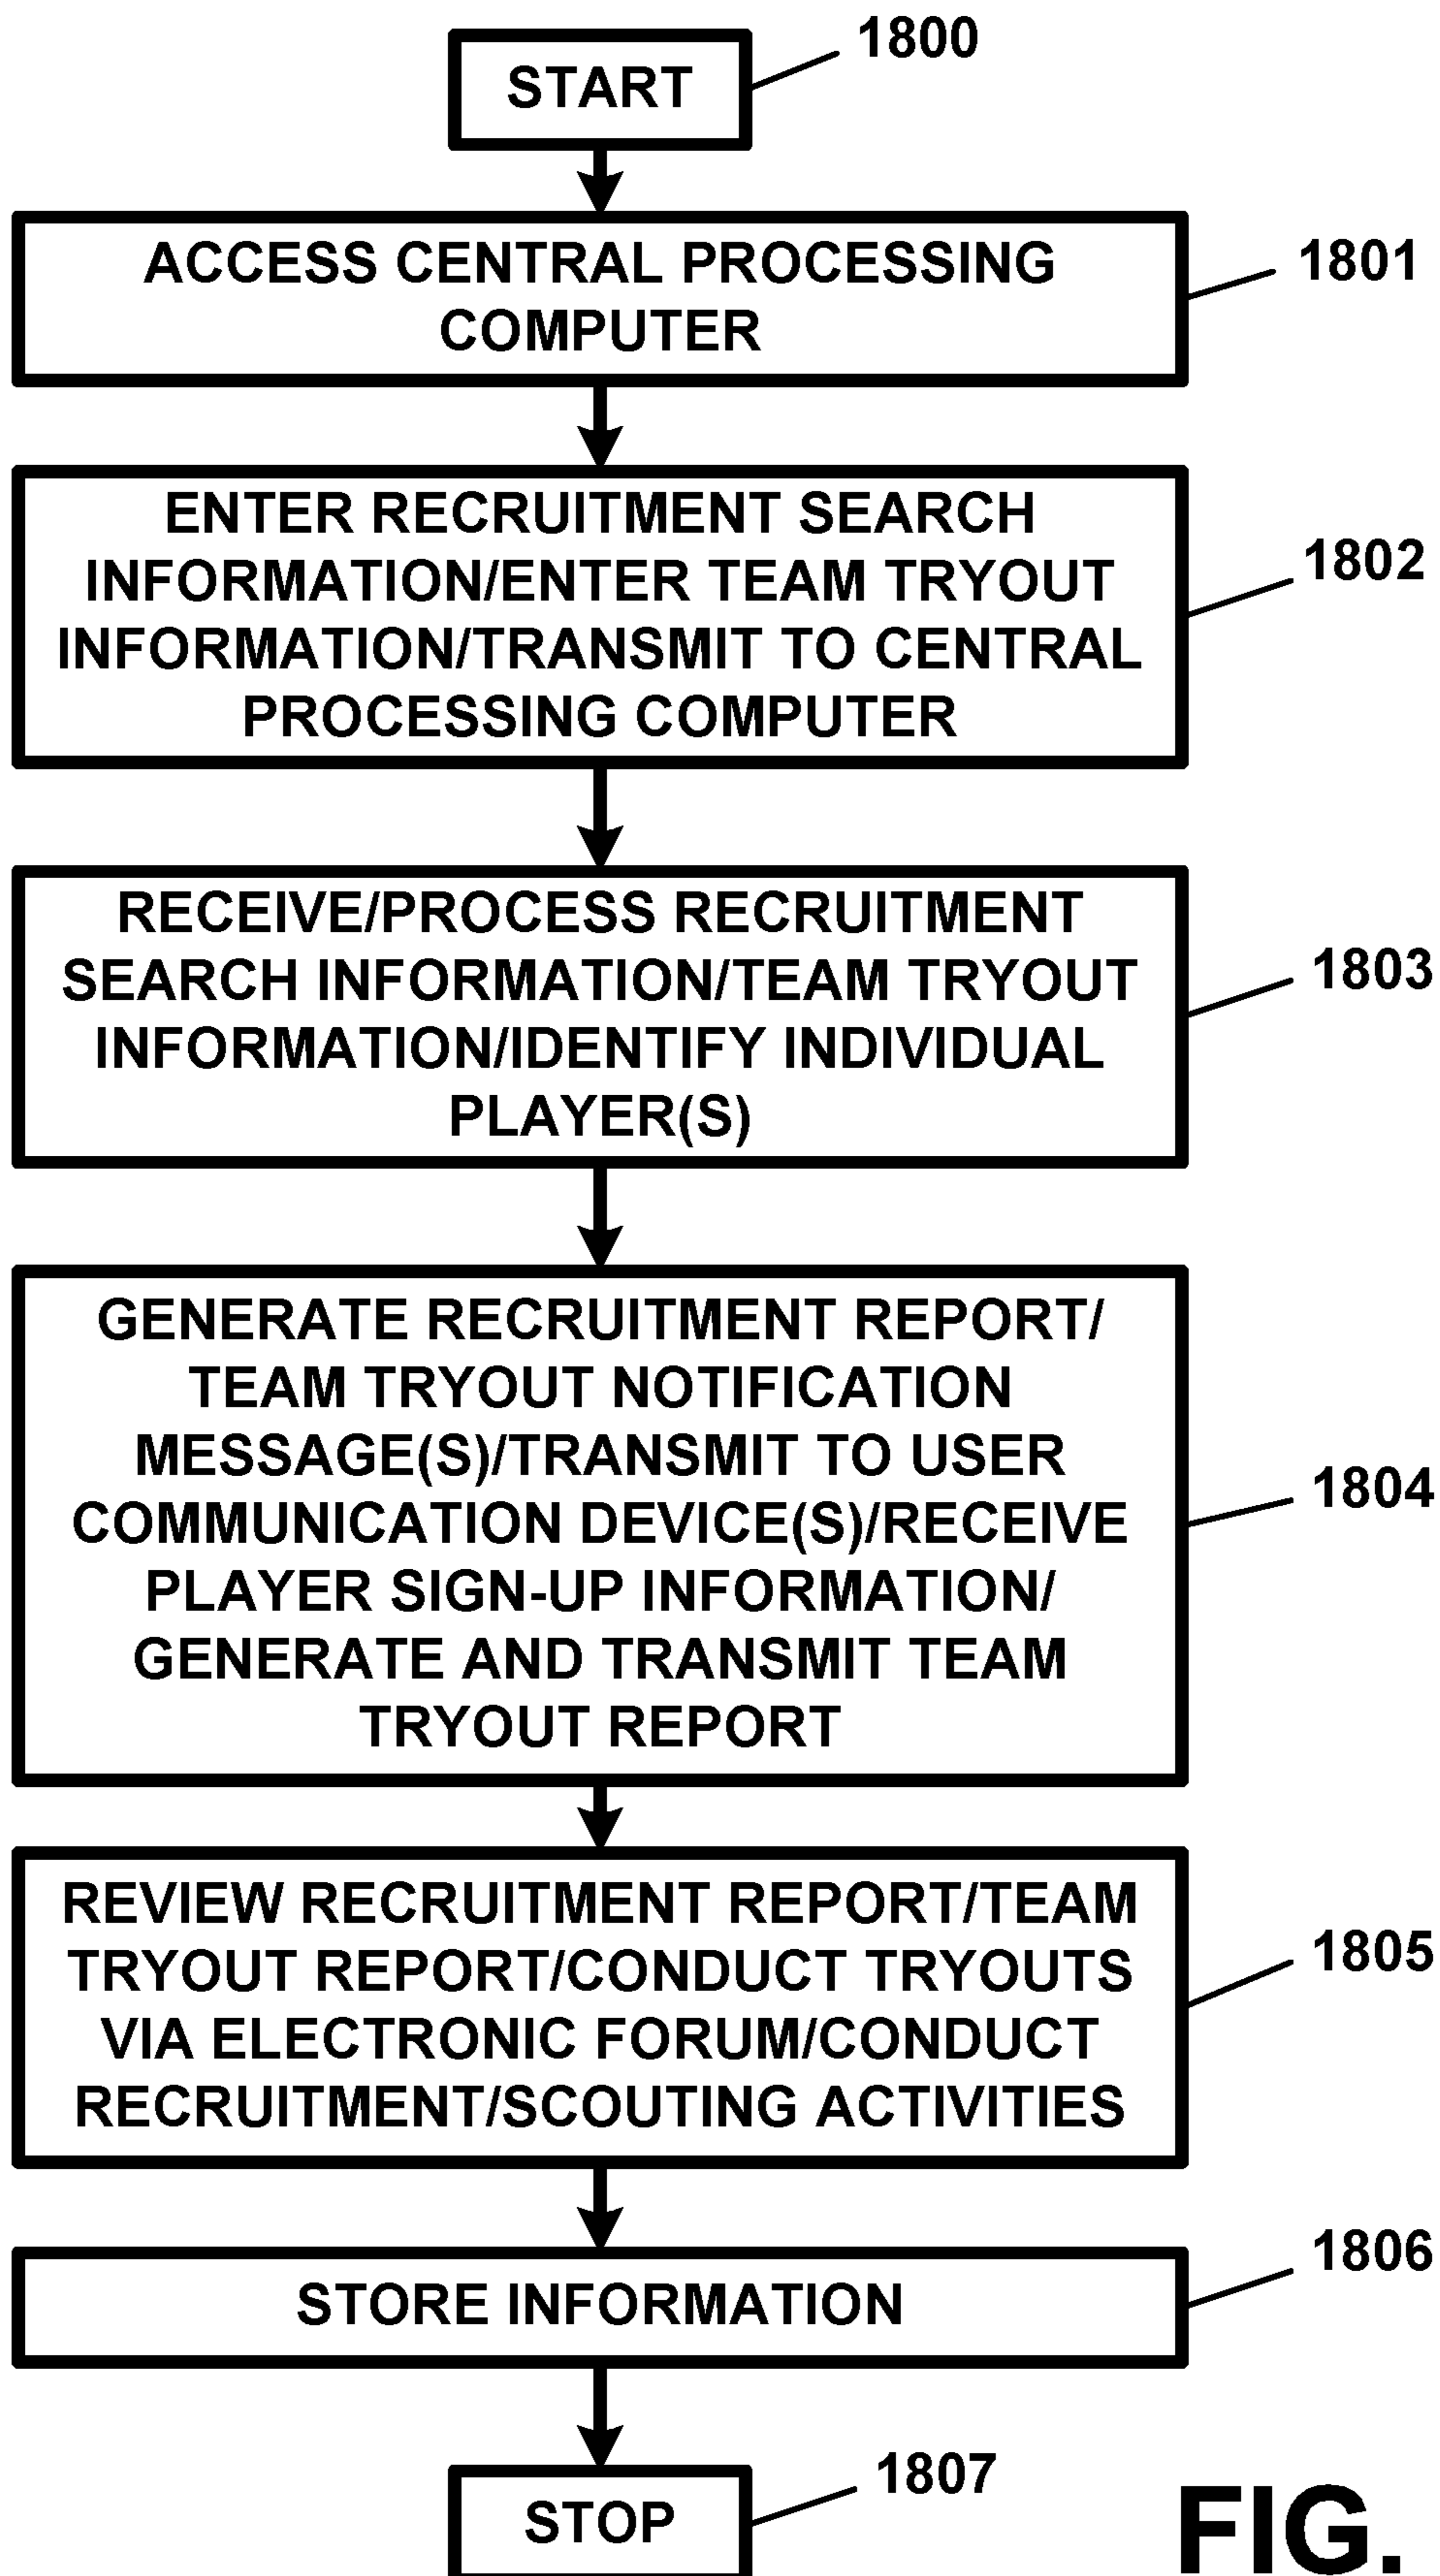 START
1800
ACCESS CENTRAL PROCESSING
COMPUTER
1801
ENTER RECRUITMENT SEARCH
INFORMATION/ENTER TEAM TRYOUT
INFORMATION/TRANSMIT TO CENTRAL
PROCESSING COMPUTER
1802
RECEIVE/PROCESS RECRUITMENT
SEARCH INFORMATION/TEAM TRYOUT
INFORMATION/IDENTIFY INDIVIDUAL
PLAYER(S)
1803
GENERATE RECRUITMENT REPORT/
TEAM TRYOUT NOTIFICATION
MESSAGE(S)/TRANSMIT TO USER
COMMUNICATION DEVICE(S)/RECEIVE
PLAYER SIGN-UP INFORMATION/
GENERATE AND TRANSMIT TEAM
TRYOUT REPORT
1804
REVIEW RECRUITMENT REPORT/TEAM
TRYOUT REPORT/CONDUCT TRYOUTS
VIA ELECTRONIC FORUM/CONDUCT
RECRUITMENT/SCOUTING ACTIVITIES
1805
STORE INFORMATION
1806
STOP
1807
FIG.